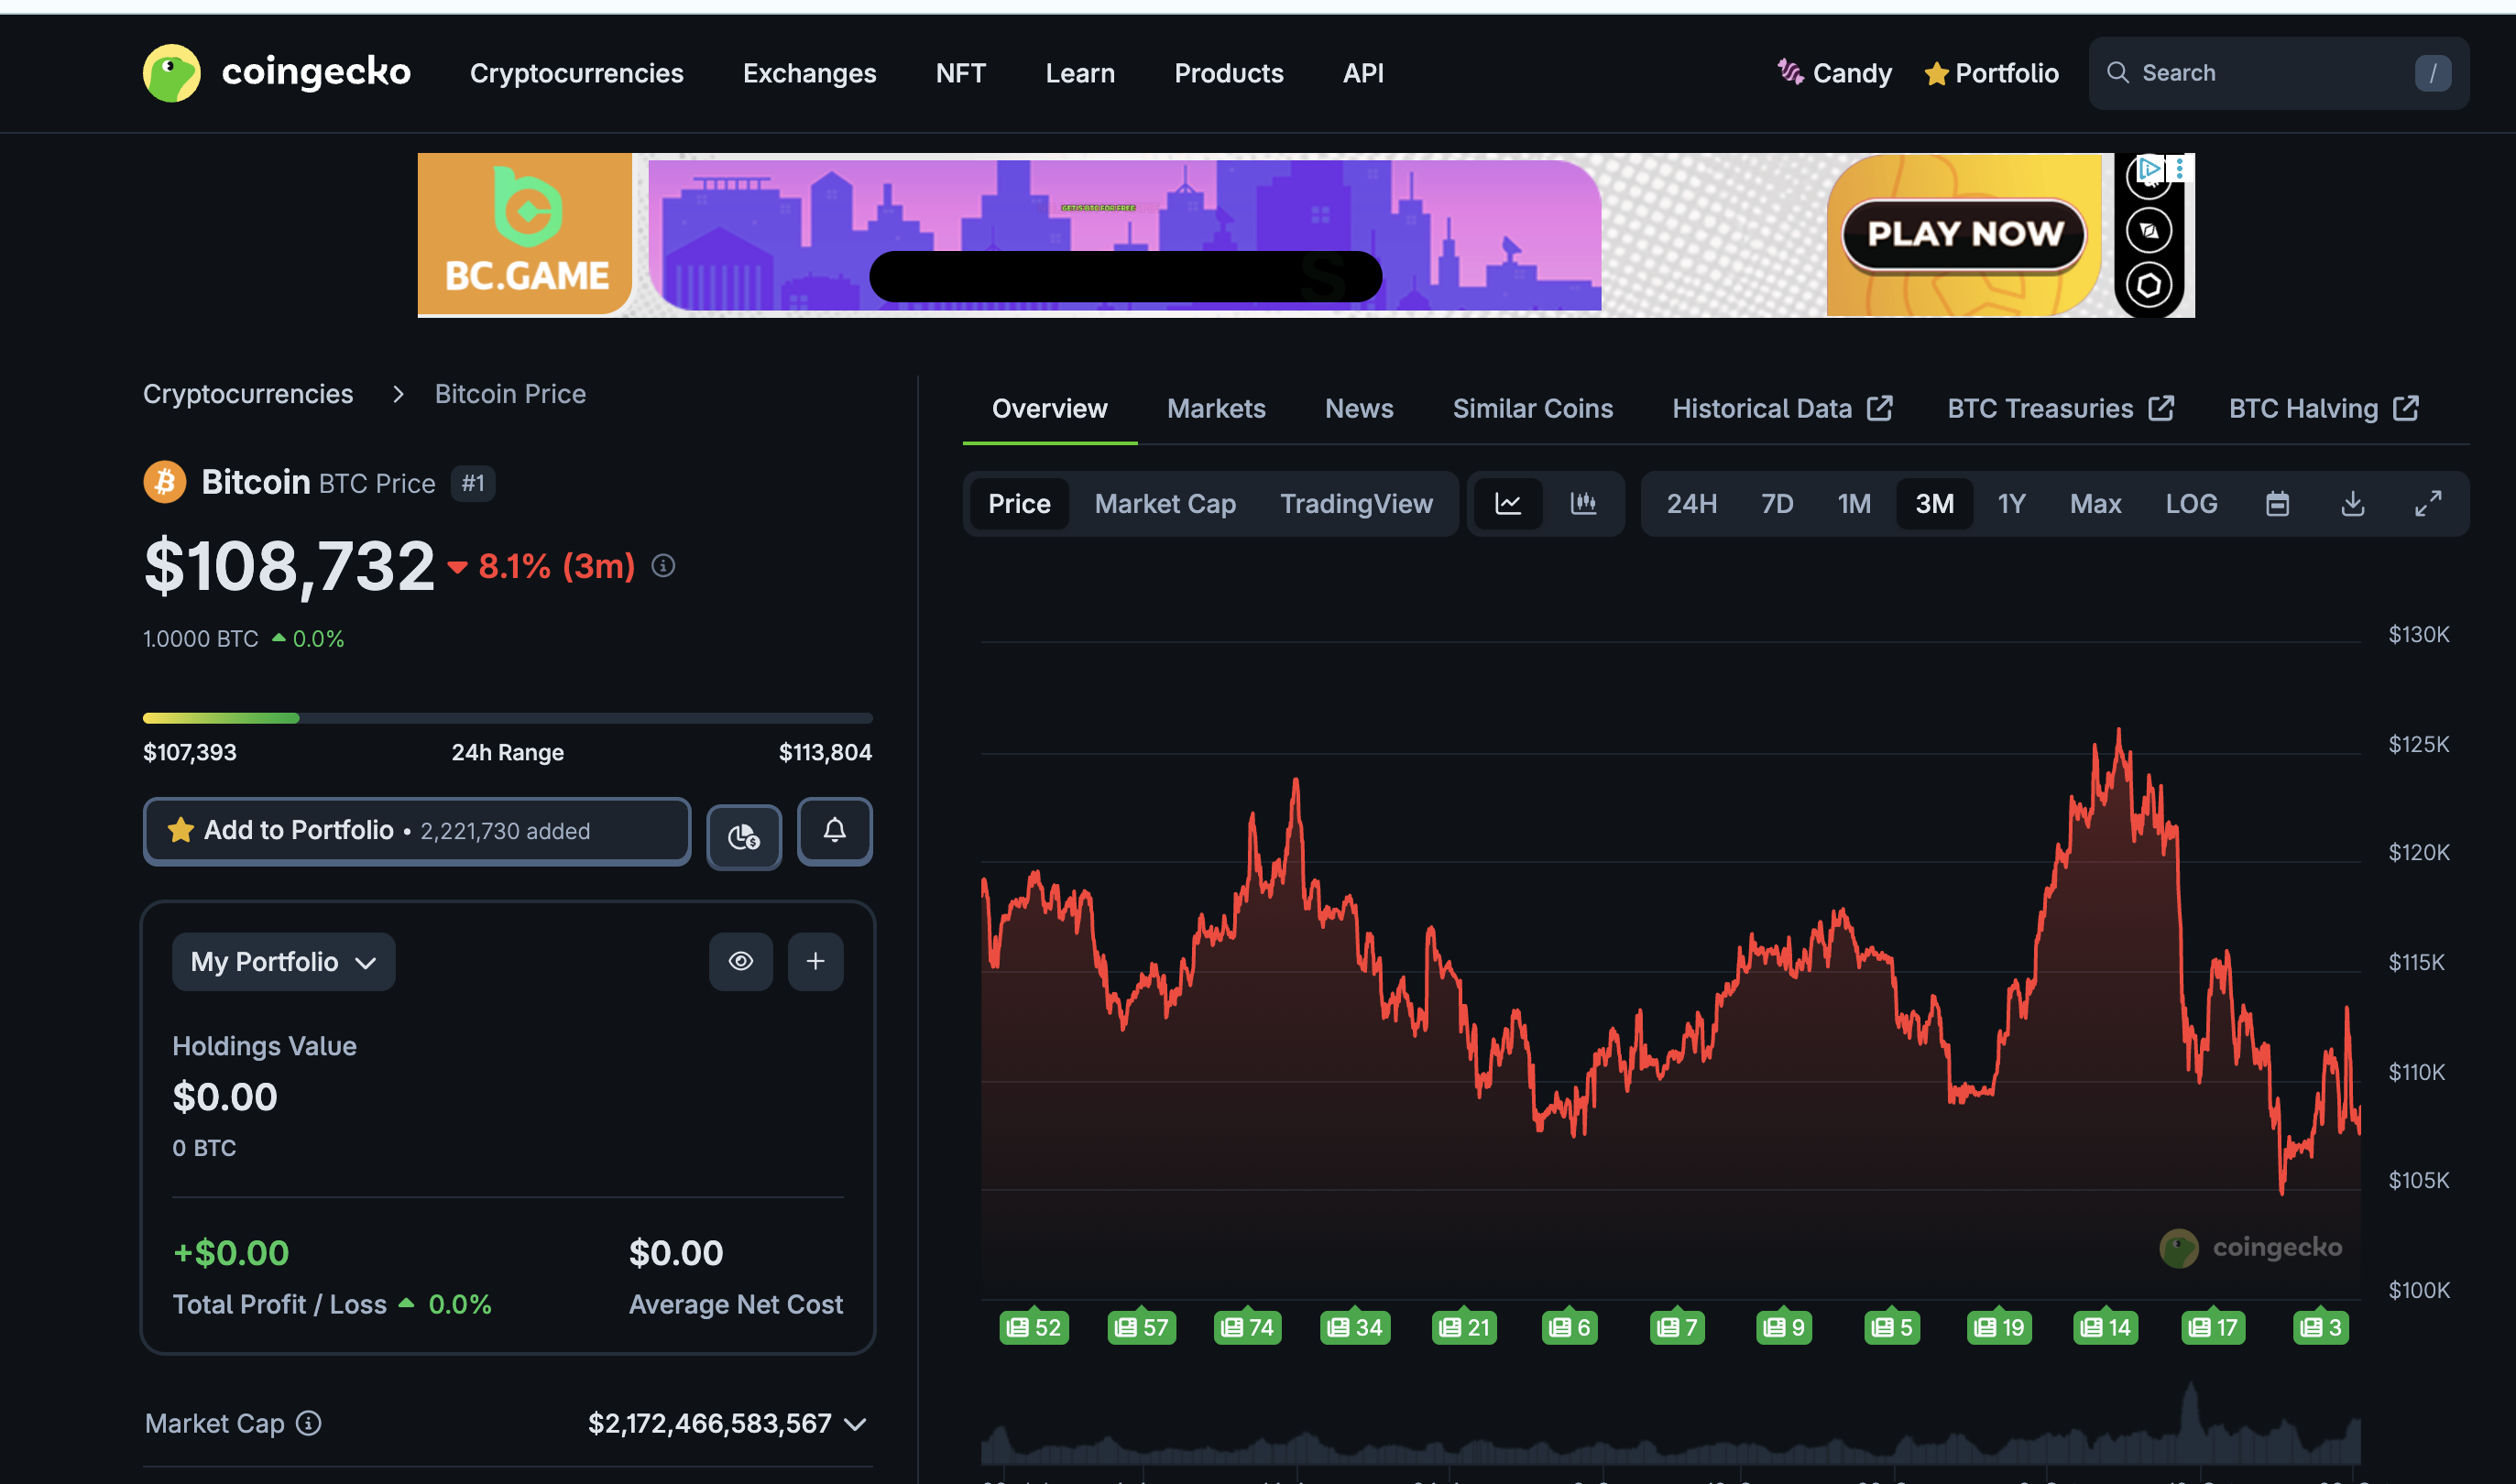 coingecko
Cryptocurrencies Exchanges NFT Learn Products API
Candy Portfolio Search /
BC.GAME
GET 5 BTC FOR FREE
PLAY NOW
Cryptocurrencies > Bitcoin Price
Bitcoin BTC Price #1
$108,732 8.1% (3m)
1.0000 BTC 0.0%
$107,393 24h Range $113,804
Add to Portfolio • 2,221,730 added
My Portfolio
Holdings Value
$0.00
0 BTC
+$0.00 $0.00
Total Profit / Loss 0.0% Average Net Cost
Market Cap $2,172,466,583,567
Overview Markets News Similar Coins Historical Data BTC Treasuries BTC Halving
Price Market Cap TradingView 24H 7D 1M 3M 1Y Max LOG
$130K
$125K
$120K
$115K
$110K
$105K
coingecko
$100K
52 57 74 34 21 6 7 9 5 19 14 17 3